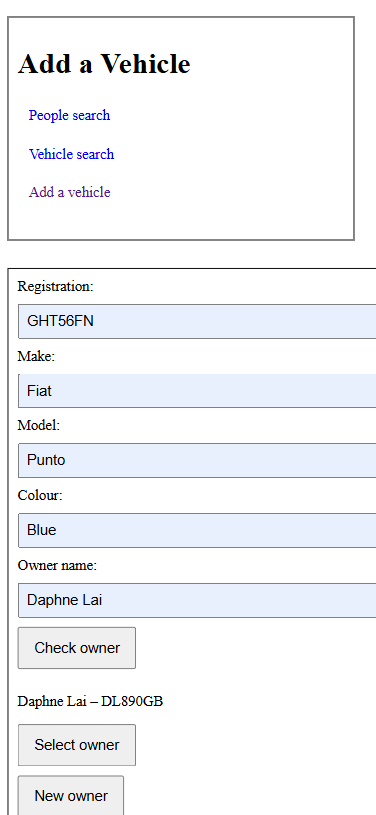 Add a Vehicle
People search
Vehicle search
Add a vehicle
Registration:
GHT56FN
Make:
Fiat
Model:
Punto
Colour:
Blue
Owner name:
Daphne Lai
Check owner
Daphne Lai – DL890GB
Select owner
New owner